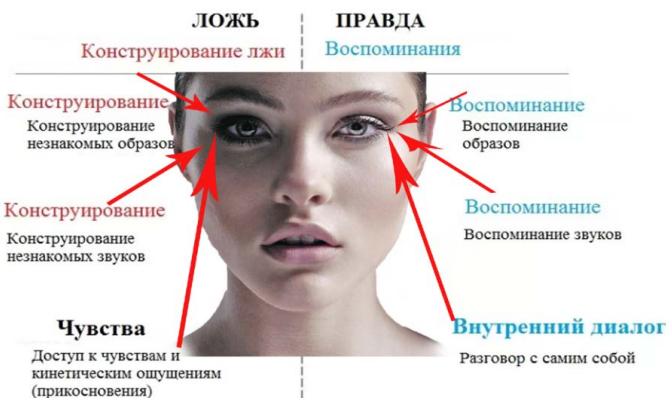 ЛОЖЬ
ПРАВДА
Конструирование лжи
Воспоминания
Конструирование
Конструирование
незнакомых образов
Воспоминание
Воспоминание
образов
Конструирование
Конструирование
незнакомых звуков
Воспоминание
Воспоминание звуков
Чувства
Доступ к чувствам и
кинетическим ощущениям
(прикосновения)
Внутренний диалог
Разговор с самим собой